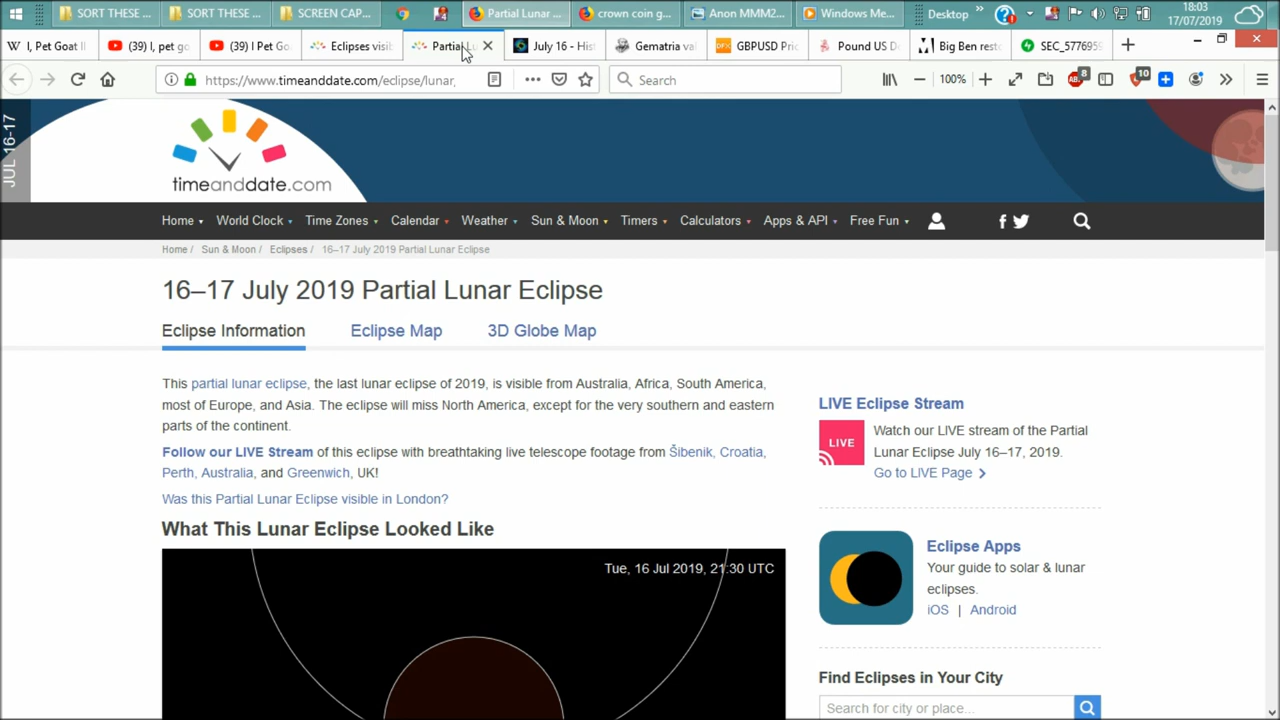 SORT THESE ...
SORT THESE ...
SCREEN CAP...
Partial Lunar ...
crown coin g...
Anon MMM2...
Windows Me...
Desktop
18:03
17/07/2019
I, Pet Goat I
(39) I, pet go
(39) I Pet Go
Eclipses visi
Partial Lu
July 16 - Hist
Gematria val
GBPUSD Pric
Pound US D
Big Ben rest
SEC_577695
https://www.timeanddate.com/eclipse/lunar
Search
100%
8
10
JUL 16-17
timeanddate.com
Home
World Clock
Time Zones
Calendar
Weather
Sun & Moon
Timers
Calculators
Apps & API
Free Fun
Home / Sun & Moon / Eclipses / 16–17 July 2019 Partial Lunar Eclipse
16–17 July 2019 Partial Lunar Eclipse
Eclipse Information
Eclipse Map
3D Globe Map
This partial lunar eclipse, the last lunar eclipse of 2019, is visible from Australia, Africa, South America,
most of Europe, and Asia. The eclipse will miss North America, except for the very southern and eastern
parts of the continent.
Follow our LIVE Stream of this eclipse with breathtaking live telescope footage from Šibenik, Croatia,
Perth, Australia, and Greenwich, UK!
Was this Partial Lunar Eclipse visible in London?
What This Lunar Eclipse Looked Like
Tue, 16 Jul 2019, 21:30 UTC
LIVE Eclipse Stream
LIVE
Watch our LIVE stream of the Partial
Lunar Eclipse July 16–17, 2019.
Go to LIVE Page
Eclipse Apps
Your guide to solar & lunar
eclipses.
iOS | Android
Find Eclipses in Your City
Search for city or place...